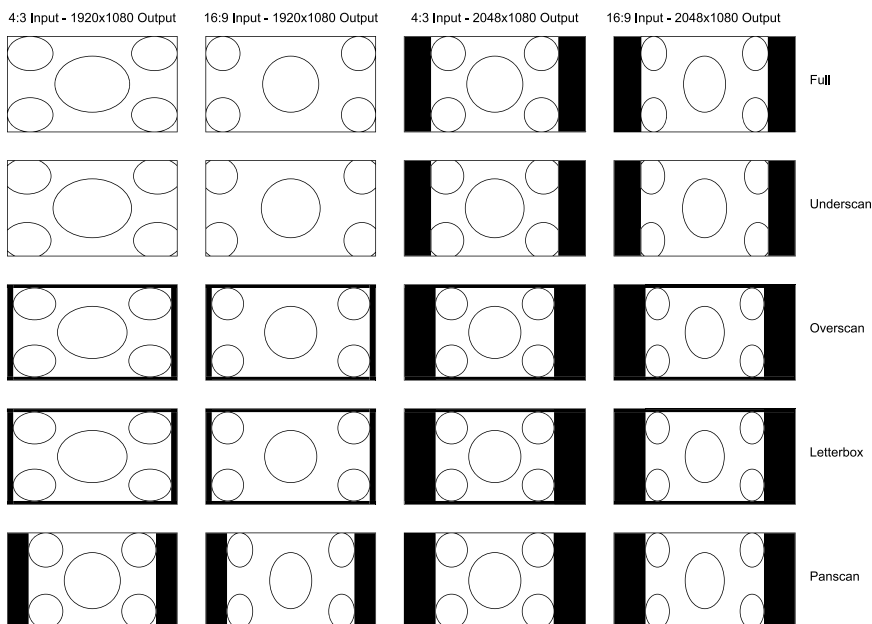 4:3 Input - 1920x1080 Output
16:9 Input - 1920x1080 Output
4:3 Input - 2048x1080 Output
16:9 Input - 2048x1080 Output
Full
Underscan
Overscan
Letterbox
Panscan